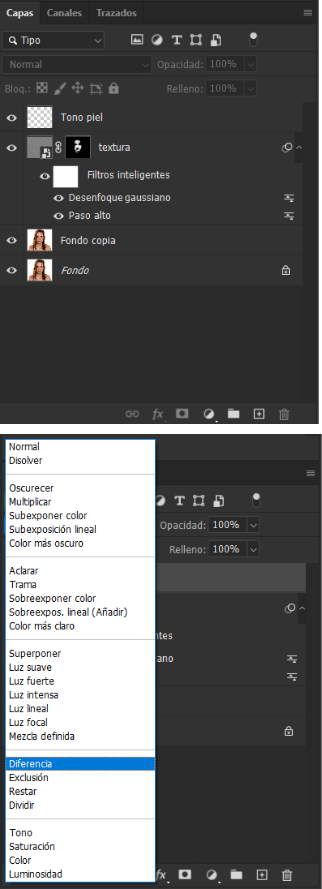 Capas Canales Trazados
Tipo
Normal Opacidad: 100%
Bloq.: Relleno: 100%
Tono piel
textura
Filtros inteligentes
Desenfoque gaussiano
Paso alto
Fondo copia
Fondo
fx
Normal
Disolver
Oscurecer
Multiplicar
Subexponer color
Subexposición lineal
Color más oscuro
Aclarar
Trama
Sobreexponer color
Sobreexpos. lineal (Añadir)
Color más claro
Superponer
Luz suave
Luz fuerte
Luz intensa
Luz lineal
Luz focal
Mezcla definida
Diferencia
Exclusión
Restar
Dividir
Tono
Saturación
Color
Luminosidad
T
Opacidad: 100%
Relleno: 100%
ntes
ano
fx